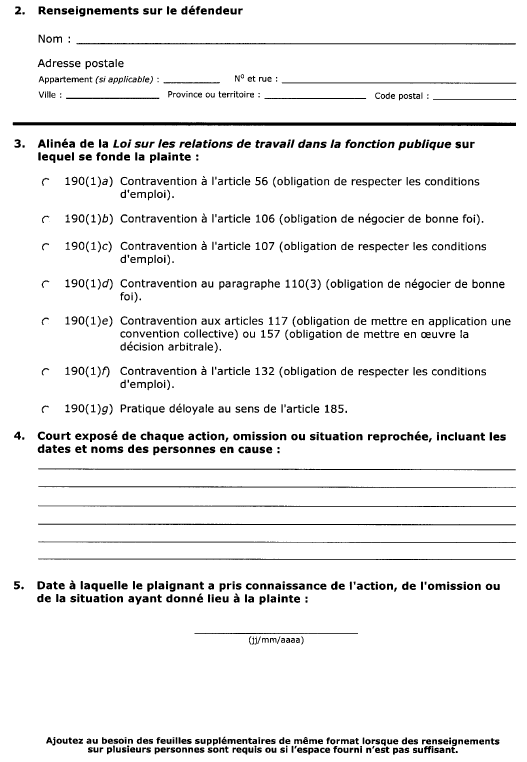 2. Renseignements sur le défendeur
Nom :
Adresse postale
Appartement (si applicable) : N° et rue :
Ville : Province ou territoire : Code postal :
3. Alinéa de la Loi sur les relations de travail dans la fonction publique sur
lequel se fonde la plainte :
190(1)a) Contravention à l'article 56 (obligation de respecter les conditions
d'emploi).
190(1)b) Contravention à l'article 106 (obligation de négocier de bonne foi).
190(1)c) Contravention à l'article 107 (obligation de respecter les conditions
d'emploi).
190(1)d) Contravention au paragraphe 110(3) (obligation de négocier de bonne
foi).
190(1)e) Contravention aux articles 117 (obligation de mettre en application une
convention collective) ou 157 (obligation de mettre en œuvre la
décision arbitrale).
190(1)f) Contravention à l'article 132 (obligation de respecter les conditions
d'emploi).
190(1)g) Pratique déloyale au sens de l'article 185.
4. Court exposé de chaque action, omission ou situation reprochée, incluant les
dates et noms des personnes en cause :
5. Date à laquelle le plaignant a pris connaissance de l'action, de l'omission ou
de la situation ayant donné lieu à la plainte :
(jj/mm/aaaa)
Ajoutez au besoin des feuilles supplémentaires de même format lorsque des renseignements
sur plusieurs personnes sont requis ou si l'espace fourni n'est pas suffisant.